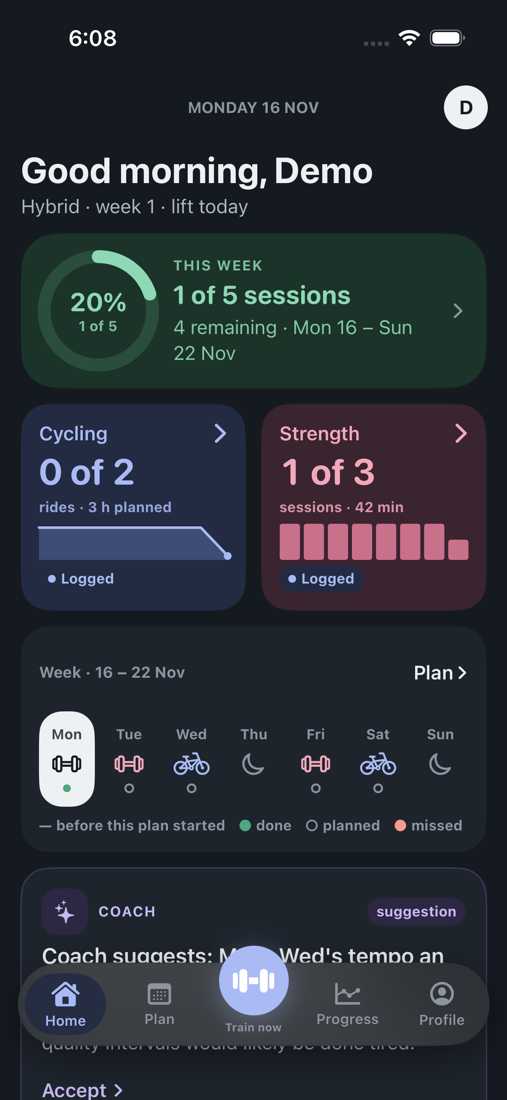 6:08
MONDAY 16 NOV
D
Good morning, Demo
Hybrid · week 1 · lift today
20%
1 of 5
THIS WEEK
1 of 5 sessions
4 remaining · Mon 16 – Sun
22 Nov
Cycling
0 of 2
rides · 3 h planned
Logged
Strength
1 of 3
sessions · 42 min
Logged
Week · 16 – 22 Nov
Plan
Mon Tue Wed Thu Fri Sat Sun
— before this plan started done planned missed
COACH
suggestion
Coach suggests: Wed's tempo an
Home
Plan
Train now
Progress
Profile
quality intervals would likely be done tired.
Accept